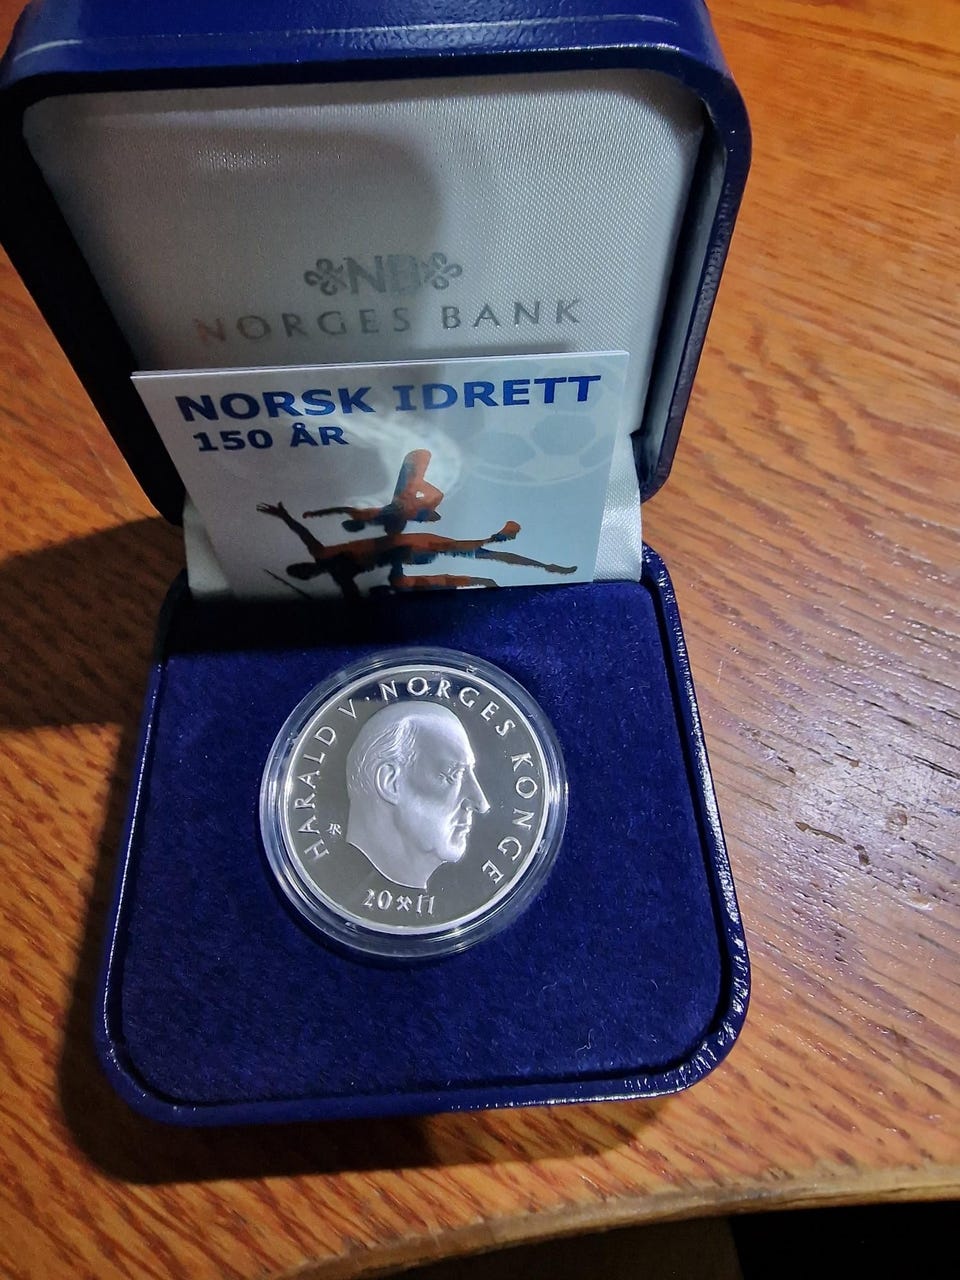 NB
NORGES BANK
NORSK IDRETT
150 ÅR
HARALD V · NORGES KONGE
20⚒11